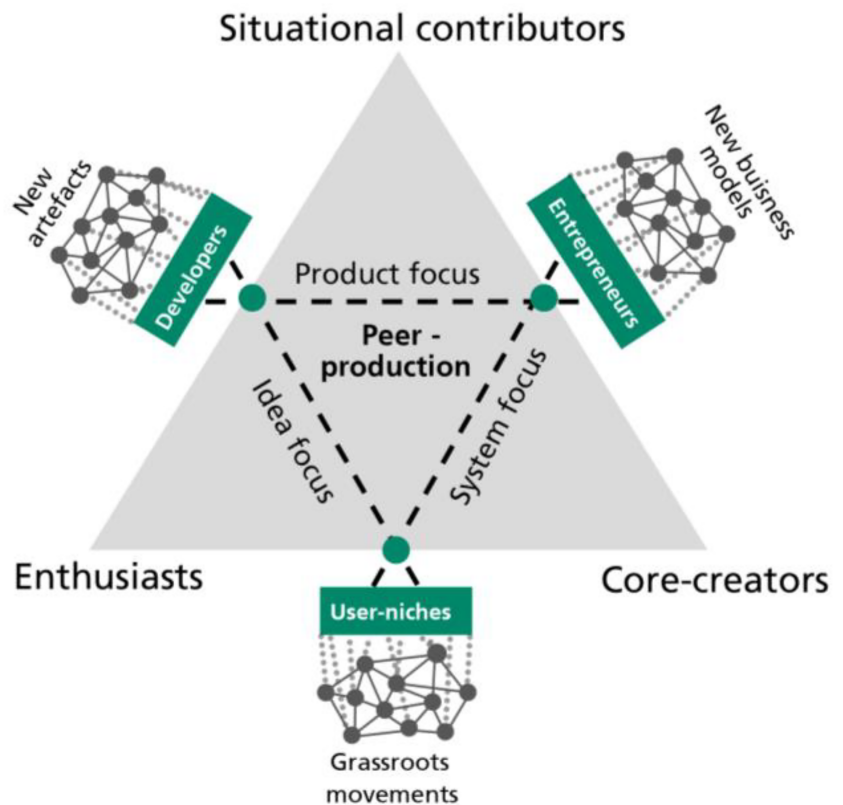 Situational contributors
New
artefacts
New buisness
models
Developers
Entrepreneurs
Product focus
Peer -
production
Idea focus
System focus
Enthusiasts
Core-creators
User-niches
Grassroots
movements